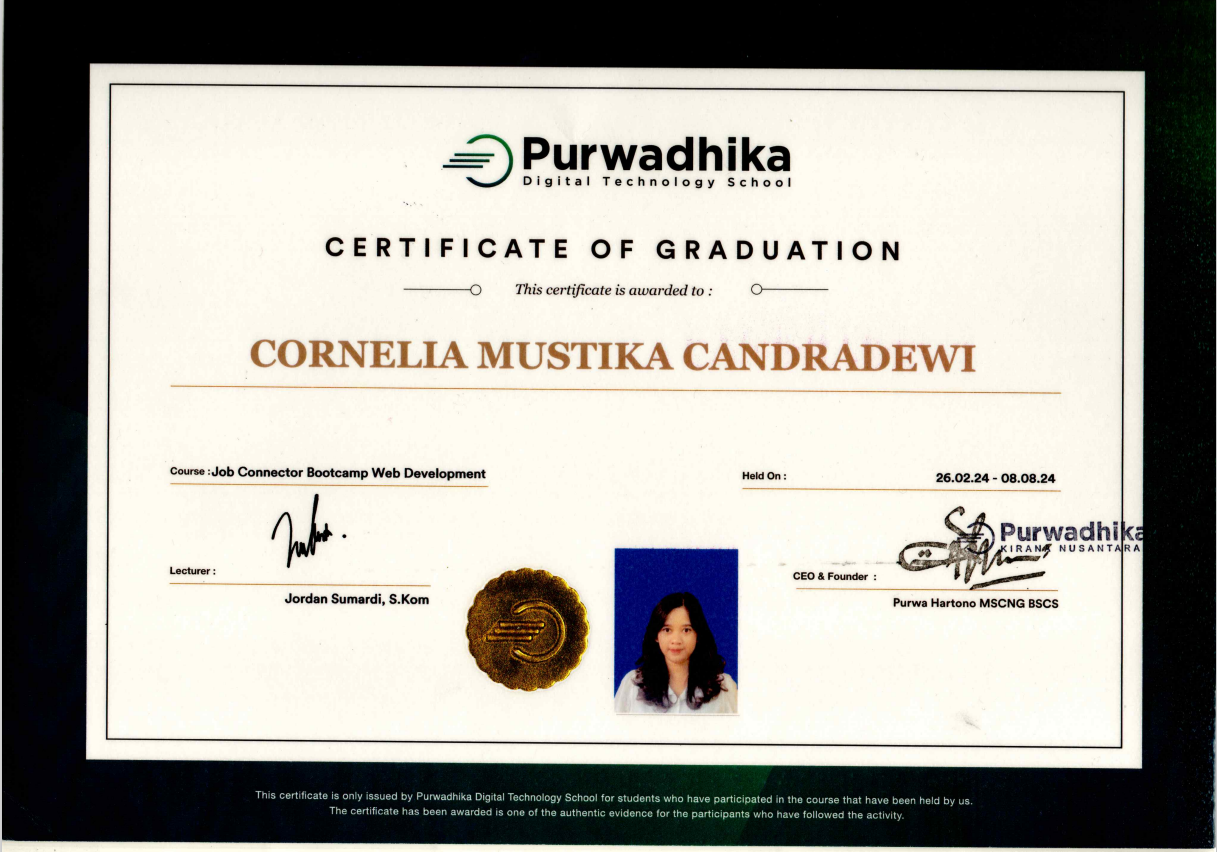 Purwadhika
Digital Technology School
CERTIFICATE OF GRADUATION
This certificate is awarded to :
CORNELIA MUSTIKA CANDRADEWI
Course : Job Connector Bootcamp Web Development
Held On : 26.02.24 - 08.08.24
Purwadhika
KIRANA NUSANTARA
Lecturer :
Jordan Sumardi, S.Kom
CEO & Founder :
Purwa Hartono MSCNG BSCS
This certificate is only issued by Purwadhika Digital Technology School for students who have participated in the course that have been held by us.
The certificate has been awarded is one of the authentic evidence for the participants who have followed the activity.